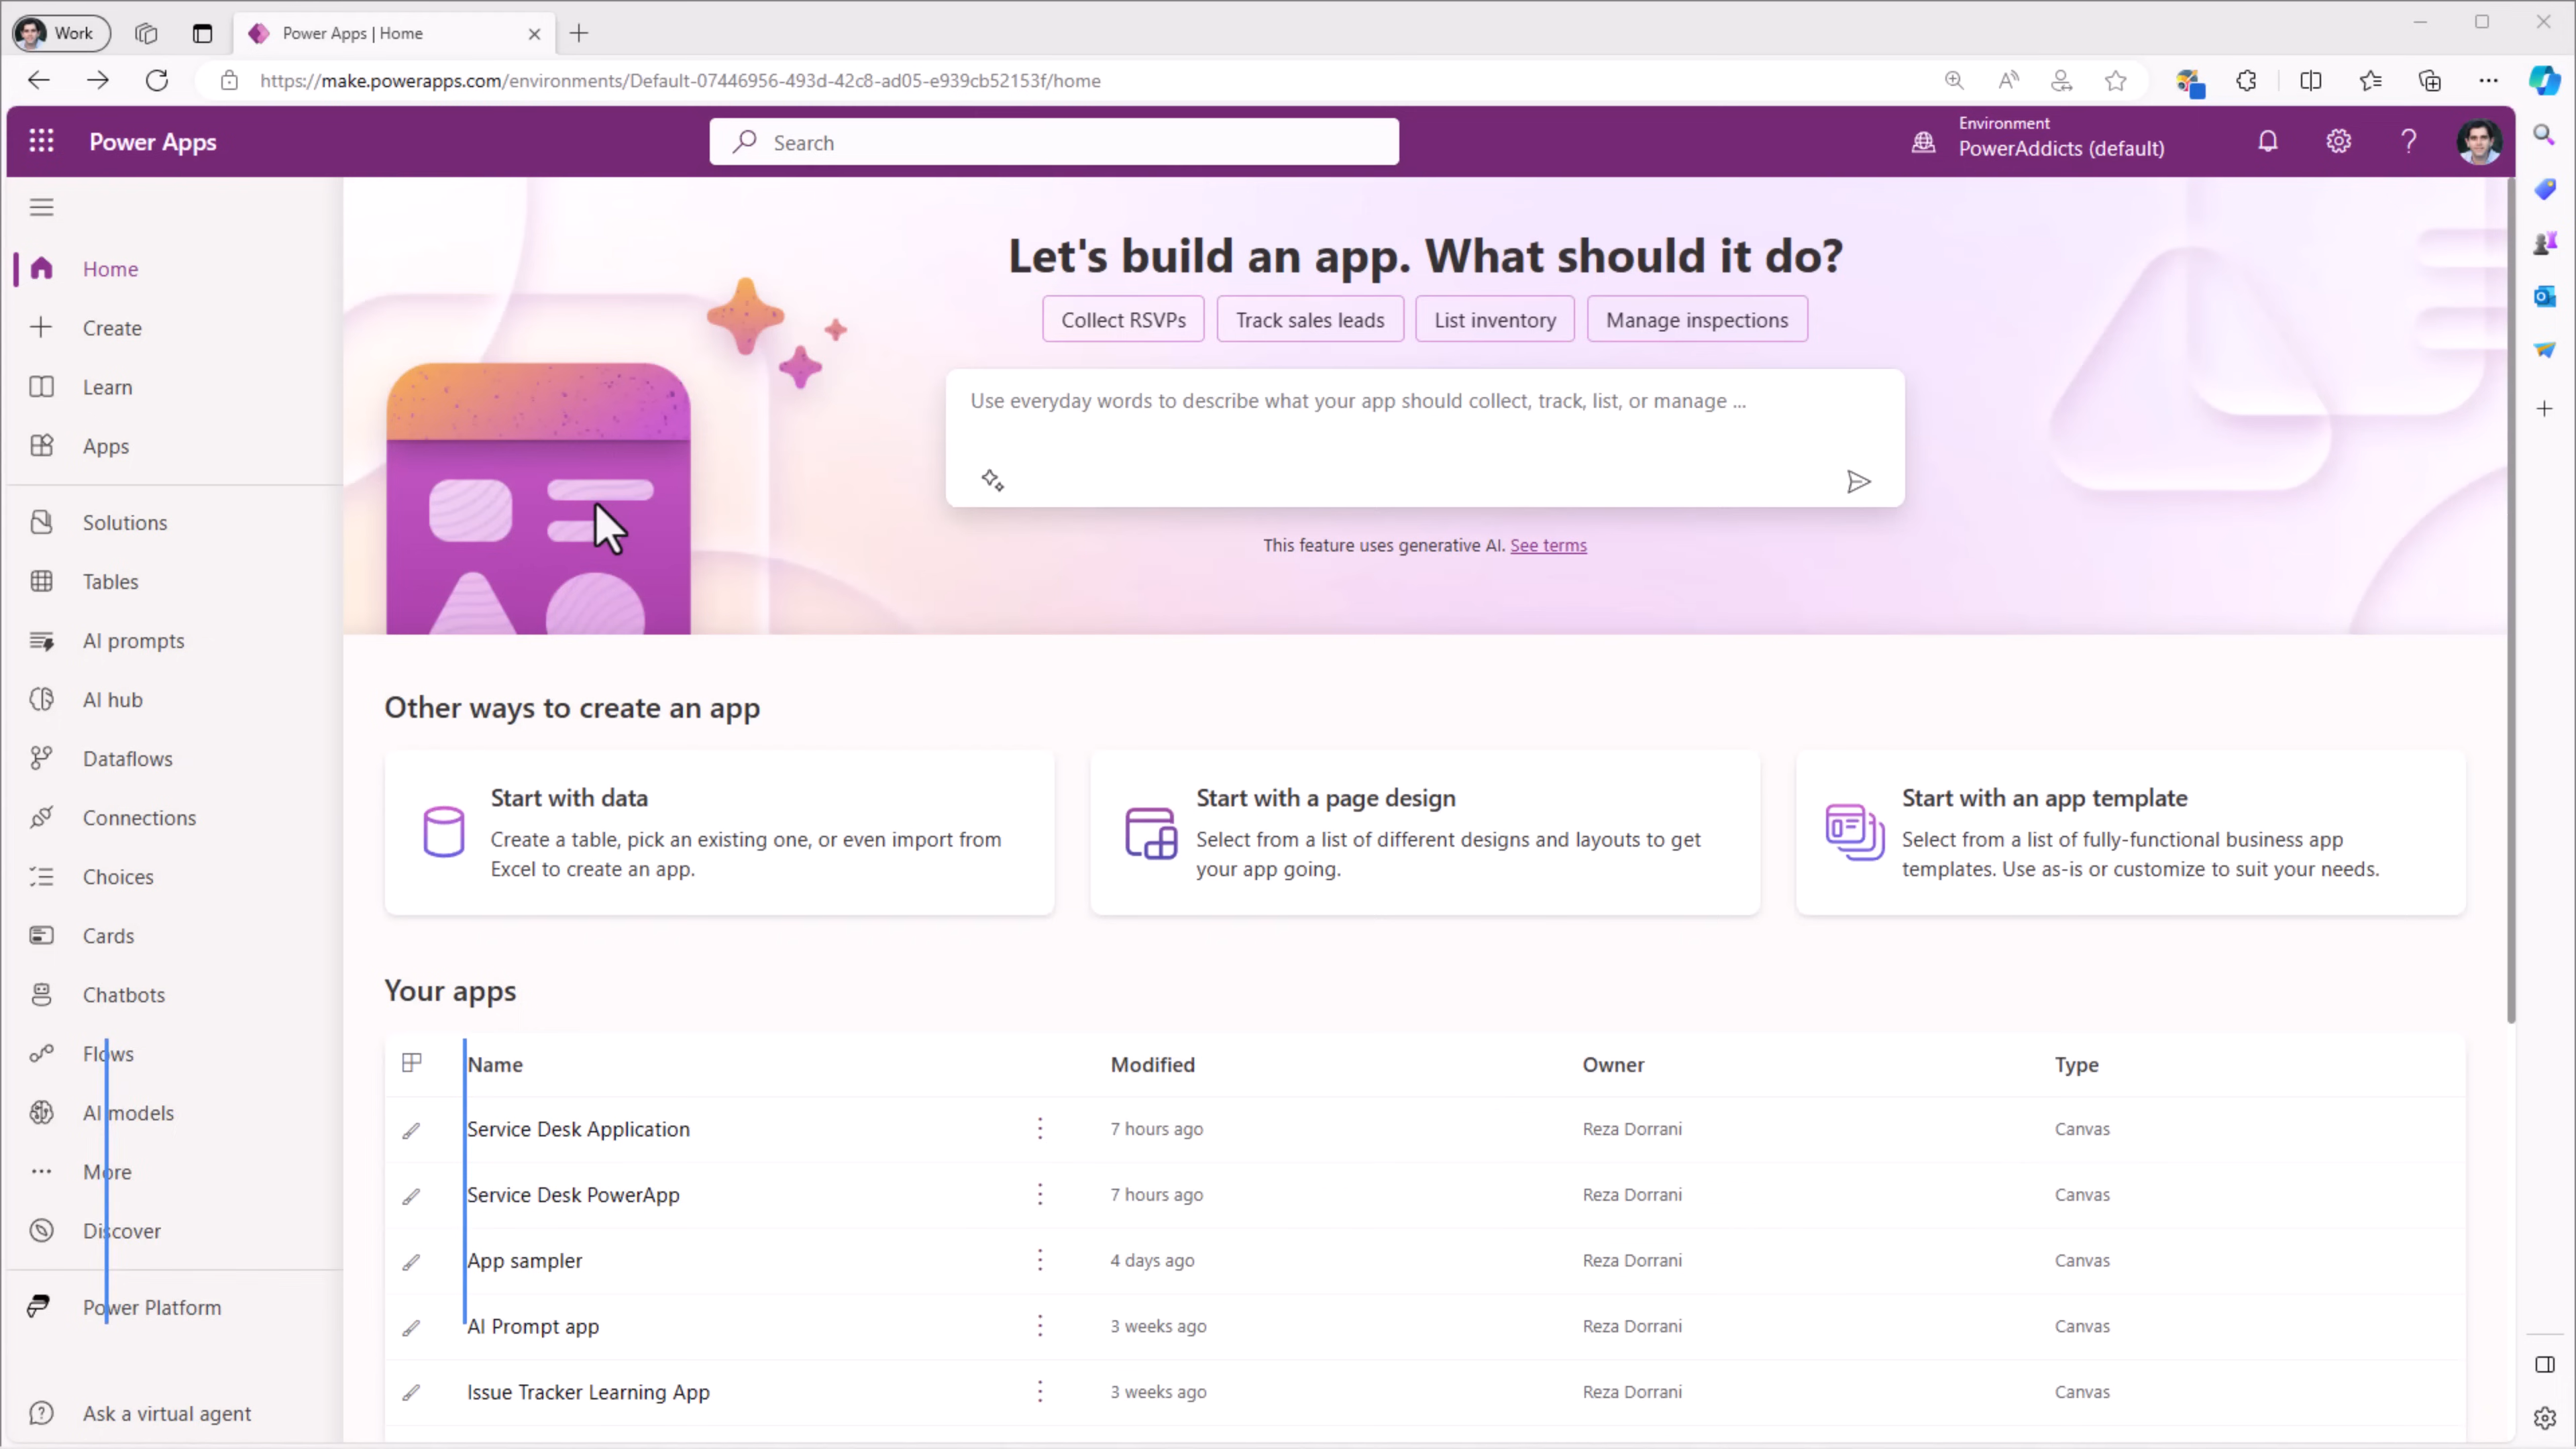 Work
Power Apps | Home
https://make.powerapps.com/environments/Default-07446956-493d-42c8-ad05-e939cb52153f/home
Power Apps
Search
Environment
PowerAddicts (default)
Home
Create
Learn
Apps
Solutions
Tables
AI prompts
AI hub
Dataflows
Connections
Choices
Cards
Chatbots
Flows
AI models
More
Discover
Power Platform
Ask a virtual agent
Let's build an app. What should it do?
Collect RSVPs
Track sales leads
List inventory
Manage inspections
Use everyday words to describe what your app should collect, track, list, or manage ...
This feature uses generative AI. See terms
Other ways to create an app
Start with data
Create a table, pick an existing one, or even import from
Excel to create an app.
Start with a page design
Select from a list of different designs and layouts to get
your app going.
Start with an app template
Select from a list of fully-functional business app
templates. Use as-is or customize to suit your needs.
Your apps
Name Modified Owner Type
Service Desk Application 7 hours ago Reza Dorrani Canvas
Service Desk PowerApp 7 hours ago Reza Dorrani Canvas
App sampler 4 days ago Reza Dorrani Canvas
AI Prompt app 3 weeks ago Reza Dorrani Canvas
Issue Tracker Learning App 3 weeks ago Reza Dorrani Canvas